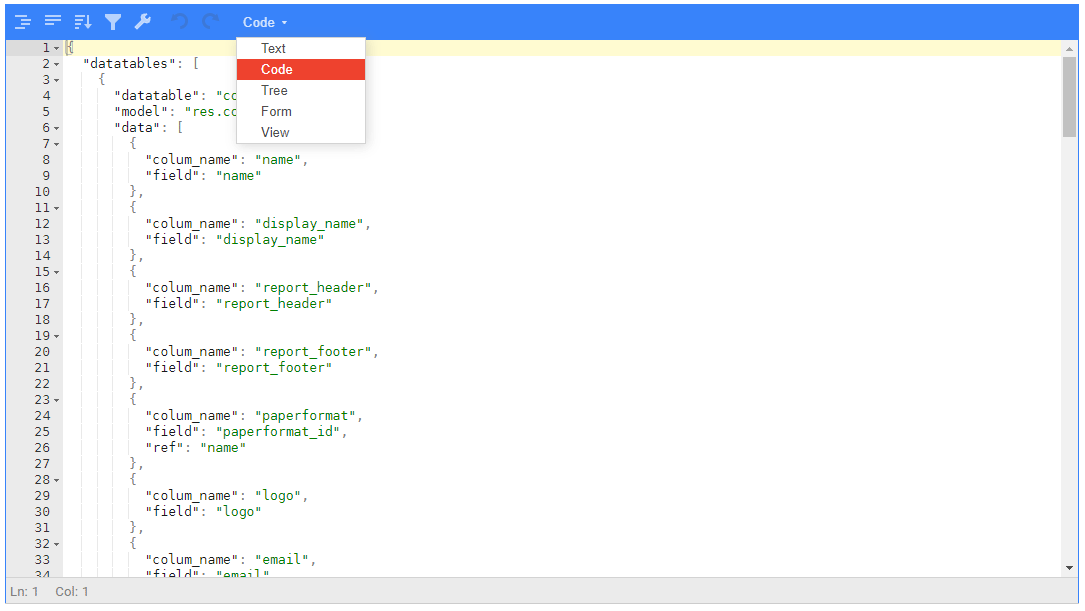 Code
Text
Code
Tree
Form
View
1 {
2 "datatables": [
3 {
4 "datatable": "co
5 "model": "res.co
6 "data": [
7 {
8 "colum_name": "name",
9 "field": "name"
10 },
11 {
12 "colum_name": "display_name",
13 "field": "display_name"
14 },
15 {
16 "colum_name": "report_header",
17 "field": "report_header"
18 },
19 {
20 "colum_name": "report_footer",
21 "field": "report_footer"
22 },
23 {
24 "colum_name": "paperformat",
25 "field": "paperformat_id",
26 "ref": "name"
27 },
28 {
29 "colum_name": "logo",
30 "field": "logo"
31 },
32 {
33 "colum_name": "email",
34 "field": "email"
Ln: 1 Col: 1